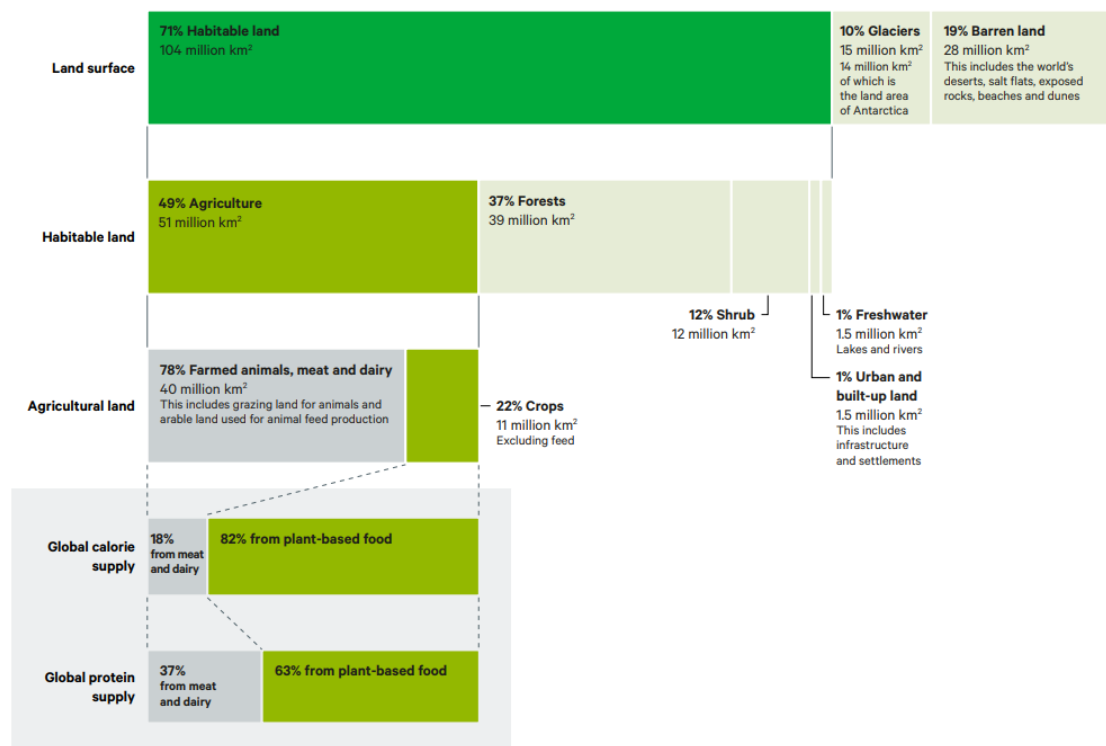 71% Habitable land
104 million km²
10% Glaciers
15 million km²
14 million km²
of which is
the land area
of Antarctica
19% Barren land
28 million km²
This includes the world's
deserts, salt flats, exposed
rocks, beaches and dunes
Land surface
49% Agriculture
51 million km²
37% Forests
39 million km²
Habitable land
12% Shrub
12 million km²
1% Freshwater
1.5 million km²
Lakes and rivers
1% Urban and
built-up land
1.5 million km²
This includes
infrastructure
and settlements
78% Farmed animals, meat and dairy
40 million km²
This includes grazing land for animals and
arable land used for animal feed production
Agricultural land
22% Crops
11 million km²
Excluding feed
Global calorie
supply
18%
from meat
and dairy
82% from plant-based food
Global protein
supply
37%
from meat
and dairy
63% from plant-based food